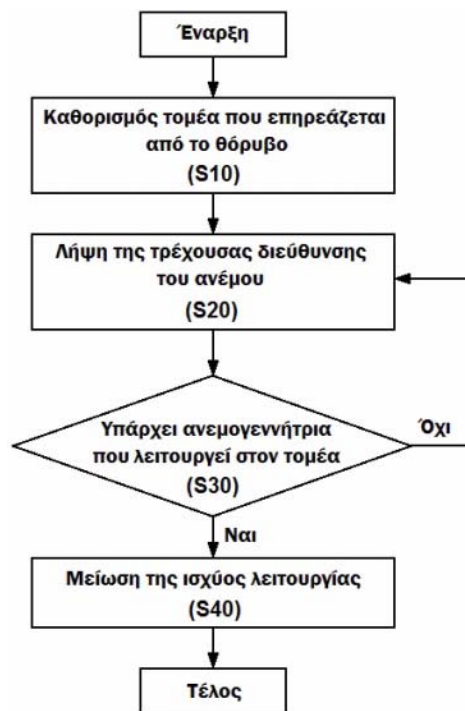 Έναρξη
Καθορισμός τομέα που επηρεάζεται
από το θόρυβο
(S10)
Λήψη της τρέχουσας διεύθυνσης
του ανέμου
(S20)
Υπάρχει ανεμογεννήτρια
που λειτουργεί στον τομέα
(S30)
Όχι
Ναι
Μείωση της ισχύος λειτουργίας
(S40)
Τέλος